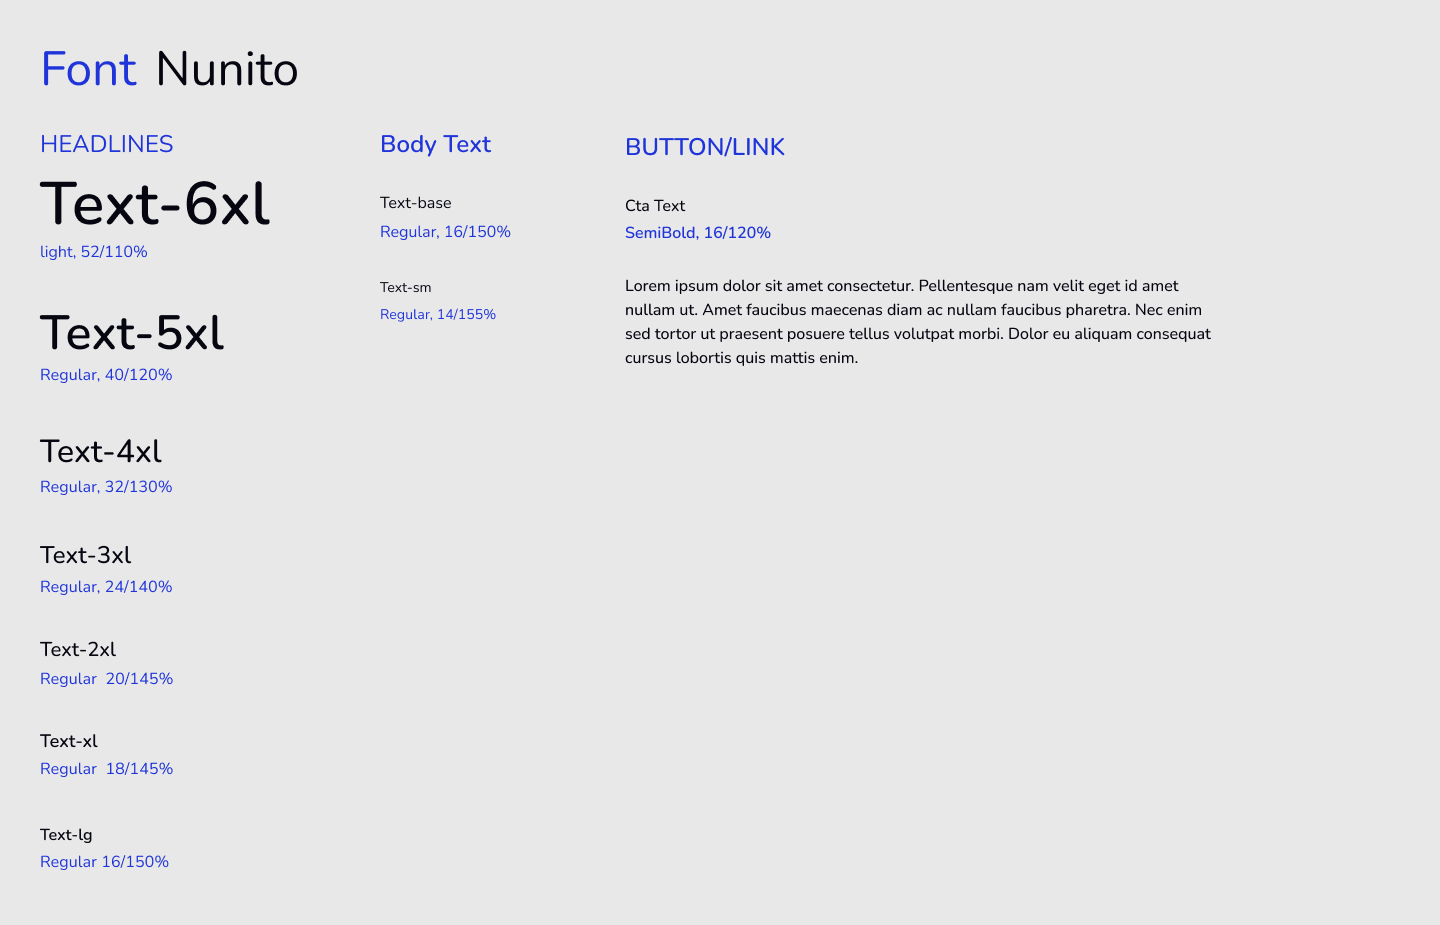 Font Nunito
HEADLINES
Text-6xl
light, 52/110%
Text-5xl
Regular, 40/120%
Text-4xl
Regular, 32/130%
Text-3xl
Regular, 24/140%
Text-2xl
Regular  20/145%
Text-xl
Regular  18/145%
Text-lg
Regular 16/150%
Body Text
Text-base
Regular, 16/150%
Text-sm
Regular, 14/155%
BUTTON/LINK
Cta Text
SemiBold, 16/120%
Lorem ipsum dolor sit amet consectetur. Pellentesque nam velit eget id amet
nullam ut. Amet faucibus maecenas diam ac nullam faucibus pharetra. Nec enim
sed tortor ut praesent posuere tellus volutpat morbi. Dolor eu aliquam consequat
cursus lobortis quis mattis enim.